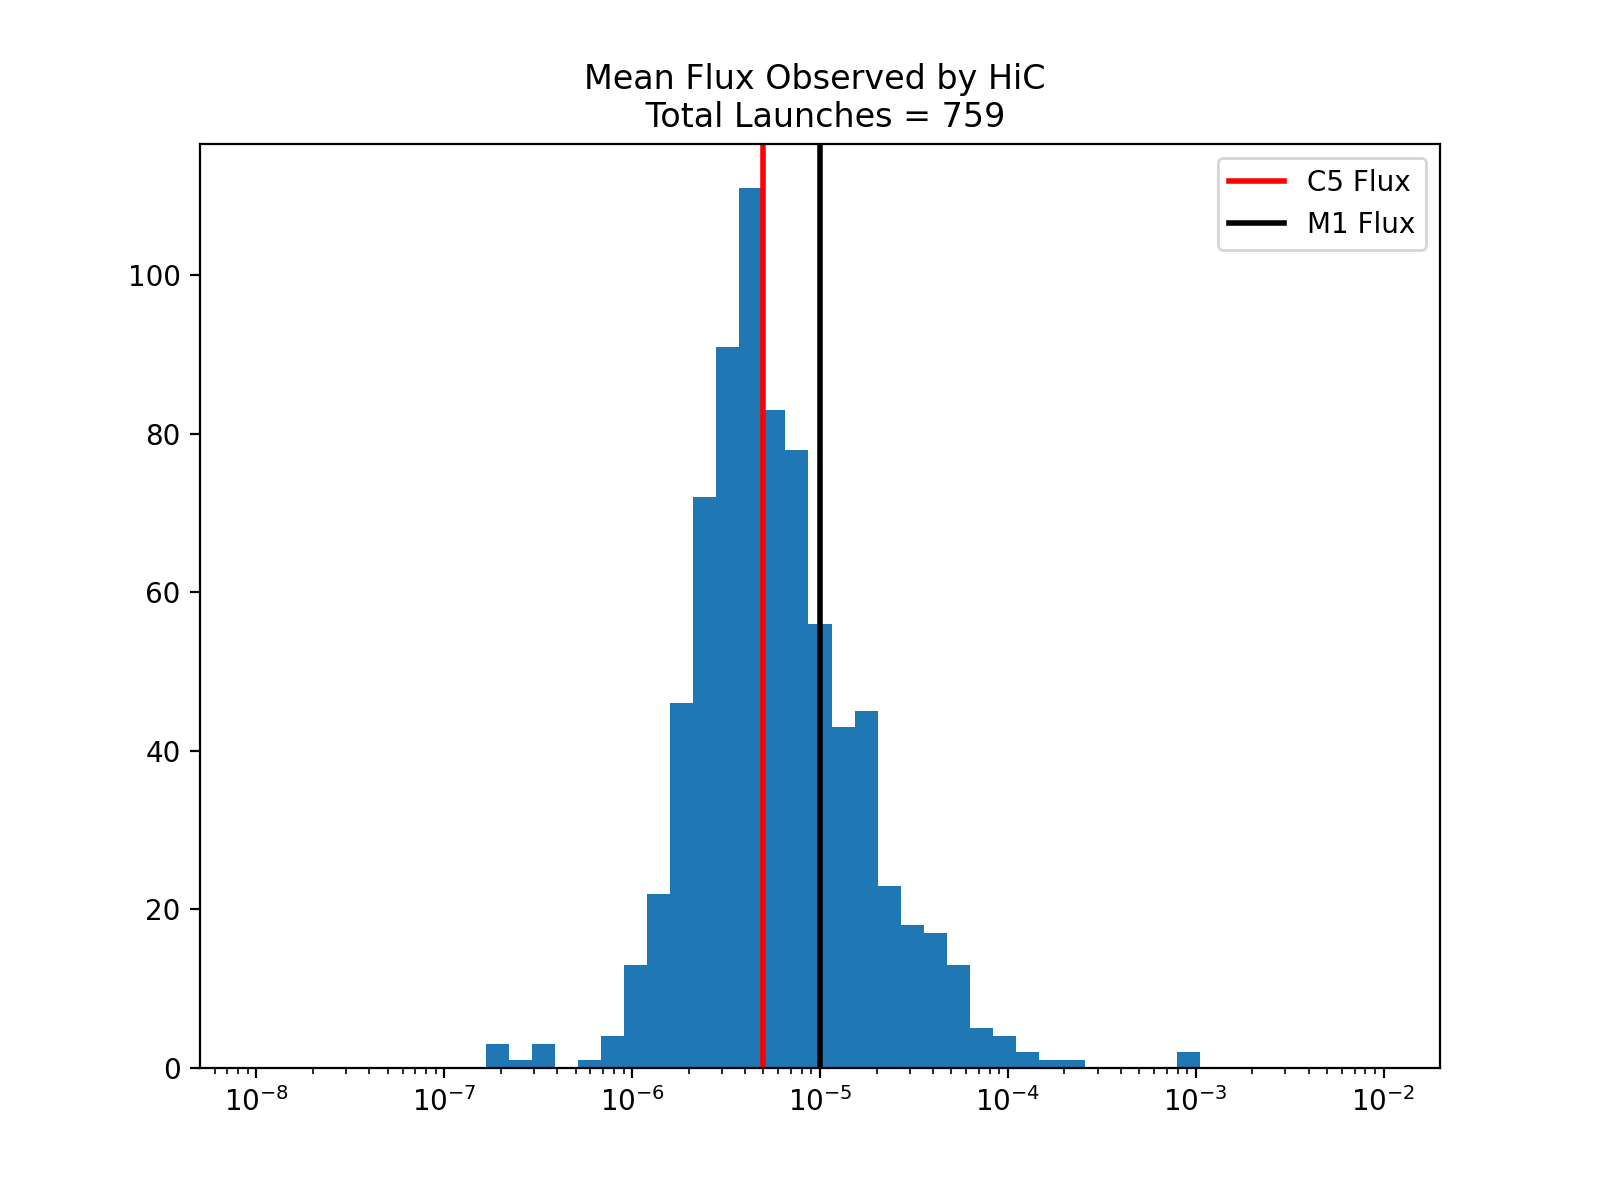 Mean Flux Observed by HiC
Total Launches = 759
C5 Flux
M1 Flux
100
80
60
40
20
0
10⁻⁸ 10⁻⁷ 10⁻⁶ 10⁻⁵ 10⁻⁴ 10⁻³ 10⁻²